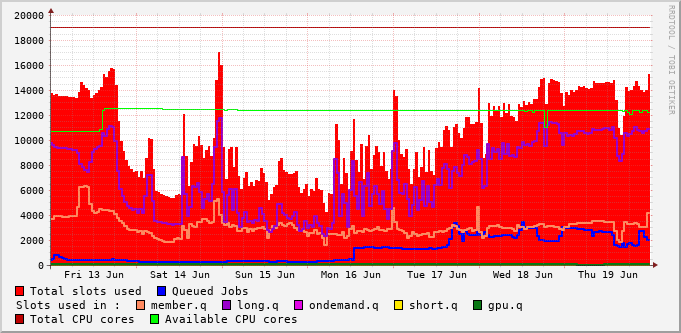 20000
18000
16000
14000
12000
10000
8000
6000
4000
2000
0
Fri 13 Jun Sat 14 Jun Sun 15 Jun Mon 16 Jun Tue 17 Jun Wed 18 Jun Thu 19 Jun
Total slots used Queued Jobs
Slots used in : member.q long.q ondemand.q short.q gpu.q
Total CPU cores Available CPU cores
RRDTOOL / TOBI OETIKER